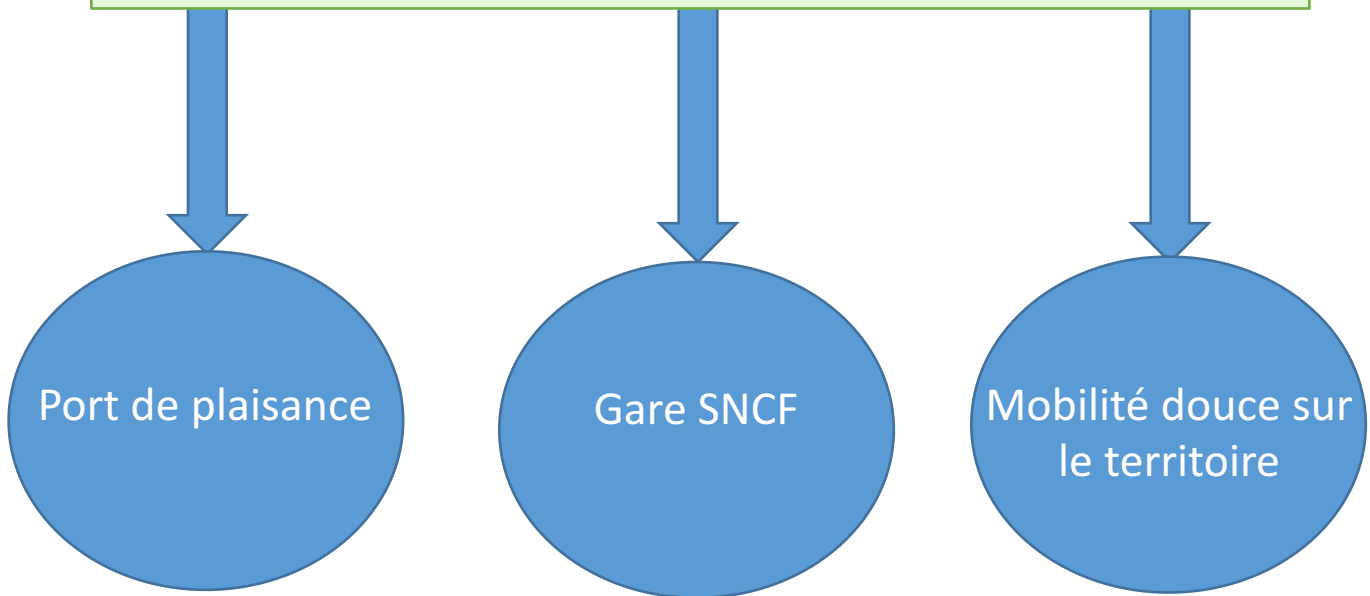 Port de plaisance
Gare SNCF
Mobilité douce sur
le territoire